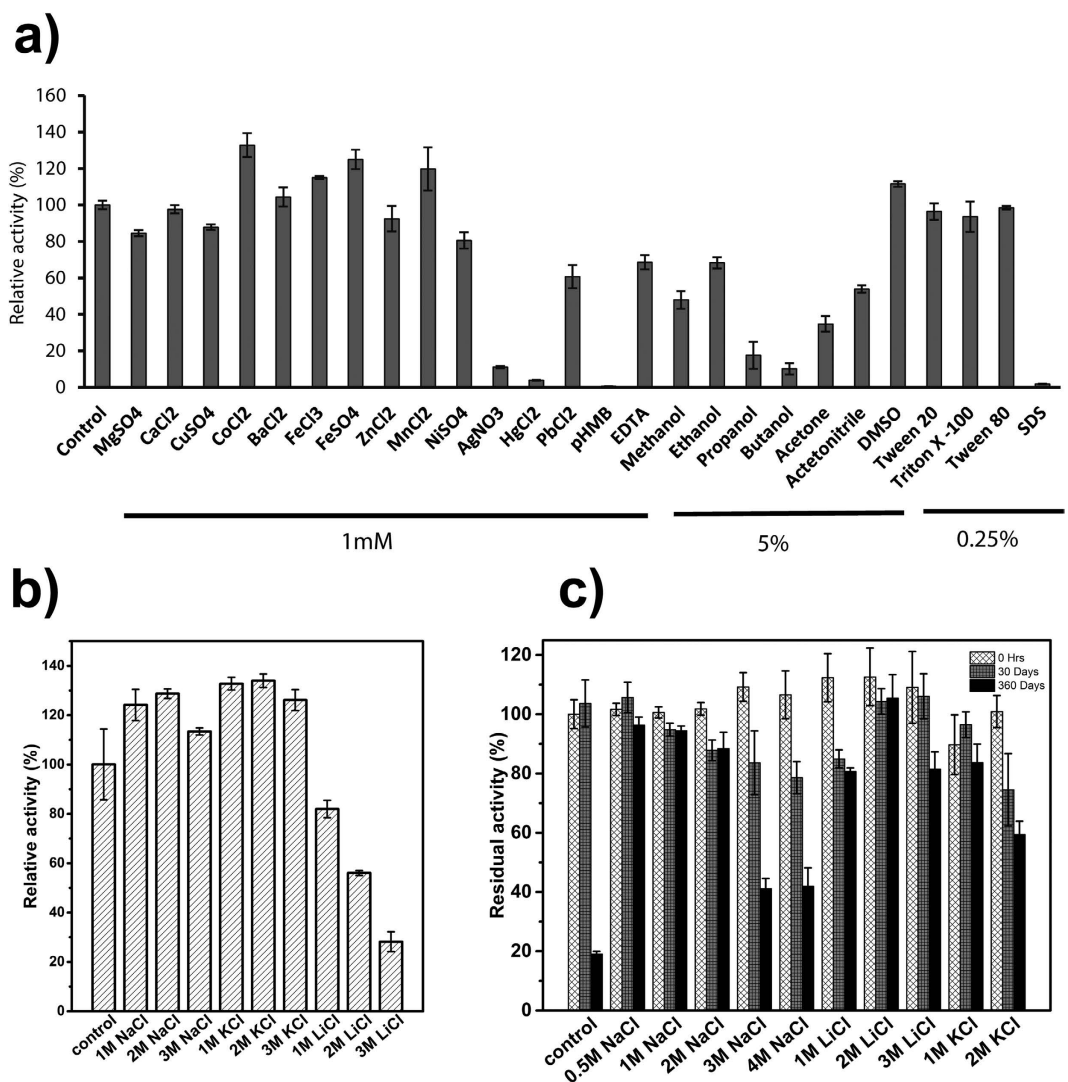 a)
Relative activity (%)
160
140
120
100
80
60
40
20
0
Control
MgSO4
CaCl2
CuSO4
CoCl2
BaCl2
FeCl3
FeSO4
ZnCl2
MnCl2
NiSO4
AgNO3
HgCl2
PbCl2
pHMB
EDTA
Methanol
Ethanol
Propanol
Butanol
Acetone
Actetonitrile
DMSO
Tween 20
Triton X -100
Tween 80
SDS
1mM
5%
0.25%
b)
Relative activity (%)
140
120
100
80
60
40
20
0
control
1M NaCl
2M NaCl
3M NaCl
1M KCl
2M KCl
3M KCl
1M LiCl
2M LiCl
3M LiCl
c)
Residual activity (%)
120
100
80
60
40
20
0
0 Hrs
30 Days
360 Days
control
0.5M NaCl
1M NaCl
2M NaCl
3M NaCl
4M NaCl
1M LiCl
2M LiCl
3M LiCl
1M KCl
2M KCl